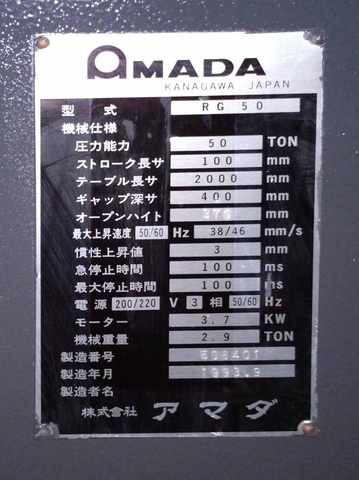 AMADA
KANAGAWA JAPAN
型式 RG 50
機械仕様
圧力能力 50 TON
ストローク長サ 100 mm
テーブル長サ 2000 mm
ギャップ深サ 400 mm
オープンハイト 370 mm
最大上昇速度 50/60 Hz 38/46 mm/s
慣性上昇値 3 mm
急停止時間 100 ms
最大停止時間 100 ms
電源 200/220 V 3 相 50/60 Hz
モーター 3.7 KW
機械重量 2.9 TON
製造番号
製造年月 1993.9
製造者名
株式会社 アマダ